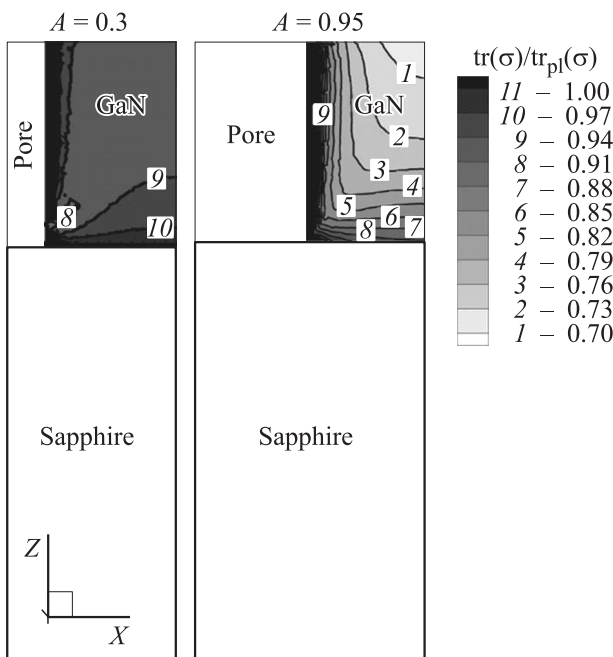 A = 0.3
A = 0.95
tr(σ)/tr_pl(σ)
11 – 1.00
10 – 0.97
9 – 0.94
8 – 0.91
7 – 0.88
6 – 0.85
5 – 0.82
4 – 0.79
3 – 0.76
2 – 0.73
1 – 0.70
Pore
GaN
9
8
10
Pore
9
GaN
1
2
3
4
5
6
7
8
Sapphire
Sapphire
Z
X